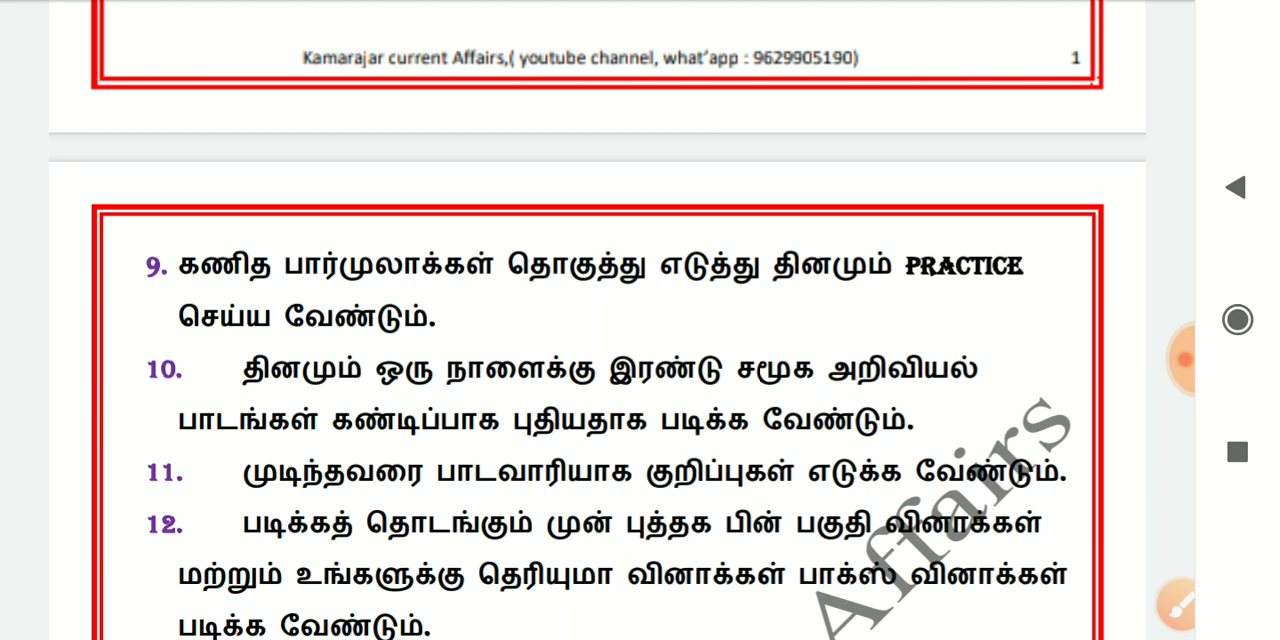 Kamarajar current Affairs,( youtube channel, what'app : 9629905190) 1
9. கணித பார்முலாக்கள் தொகுத்து எடுத்து தினமும் PRACTICE
செய்ய வேண்டும்.
10. தினமும் ஒரு நாளைக்கு இரண்டு சமூக அறிவியல்
பாடங்கள் கண்டிப்பாக புதியதாக படிக்க வேண்டும்.
11. முடிந்தவரை பாடவாரியாக குறிப்புகள் எடுக்க வேண்டும்.
12. படிக்கத் தொடங்கும் முன் புத்தக பின் பகுதி வினாக்கள்
மற்றும் உங்களுக்கு தெரியுமா வினாக்கள் பாக்ஸ் வினாக்கள்
படிக்க வேண்டும்.
Affairs